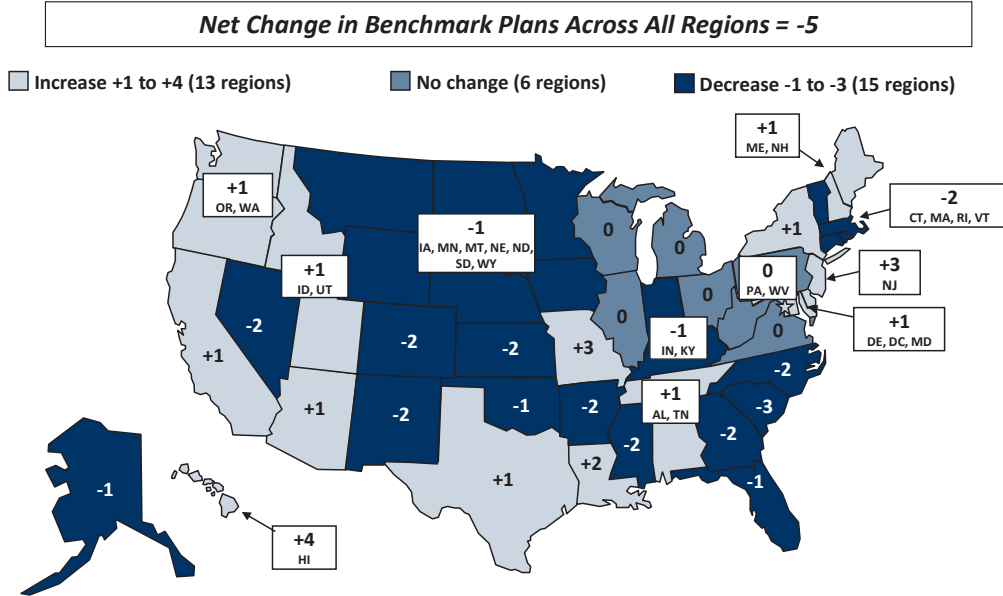 Net Change in Benchmark Plans Across All Regions = -5
Increase +1 to +4 (13 regions)
No change (6 regions)
Decrease -1 to -3 (15 regions)
+1
ME, NH
+1
OR, WA
-2
CT, MA, RI, VT
-1
IA, MN, MT, NE, ND,
SD, WY
0
0
+1
+1
ID, UT
0
PA, WV
+3
NJ
0
0
0
+1
DE, DC, MD
-1
IN, KY
-2
+1
-2
-2
+3
-2
+1
-2
-1
-2
+1
AL, TN
-3
-2
-2
+2
+1
-1
-1
+4
HI